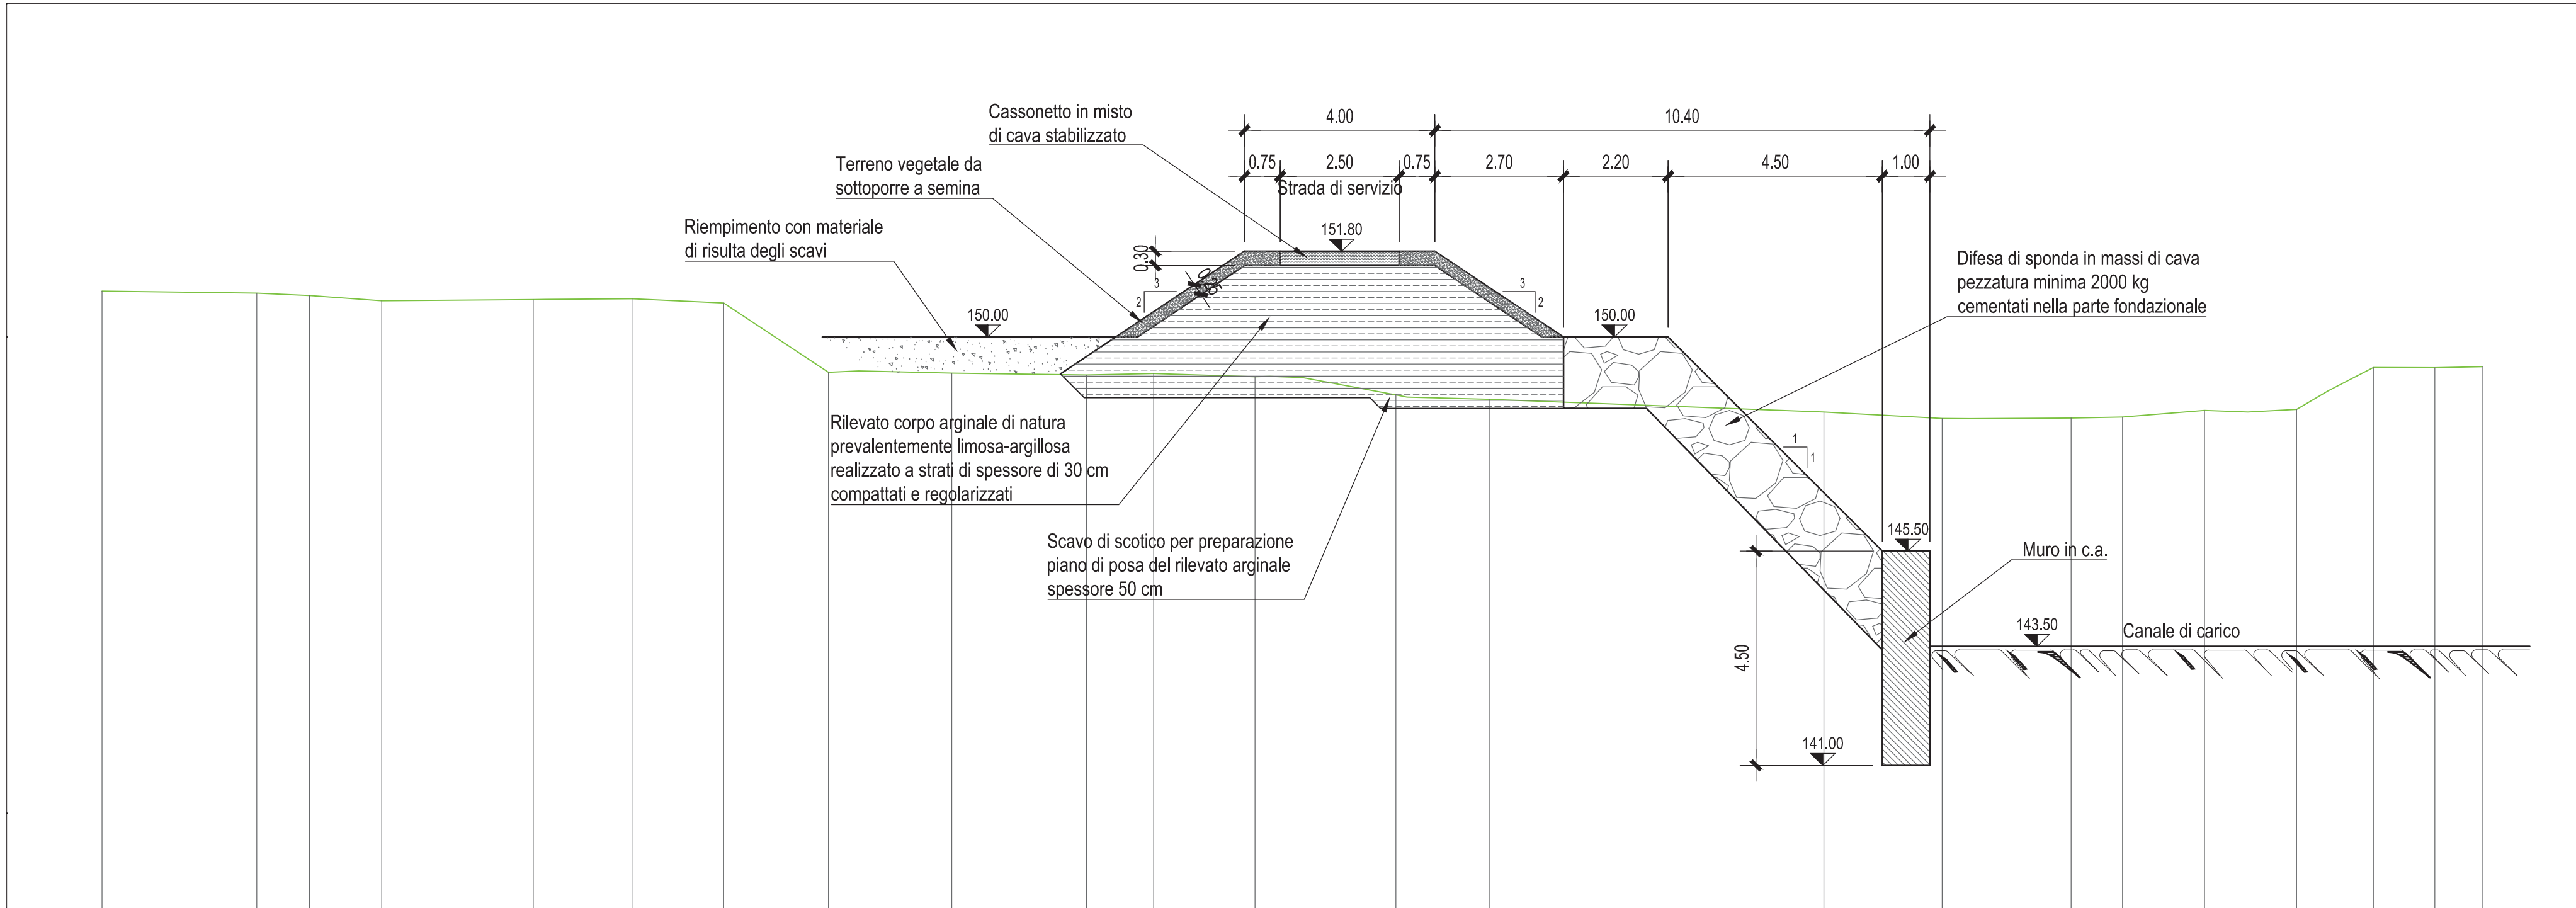 4.00
10.40
Cassonetto in misto
di cava stabilizzato
0.75
2.50
0.75
2.70
2.20
4.50
1.00
Strada di servizio
Terreno vegetale da
sottoporre a semina
Riempimento con materiale
di risulta degli scavi
151.80
0.30
0.25
3
2
3
2
150.00
150.00
Difesa di sponda in massi di cava
pezzatura minima 2000 kg
cementati nella parte fondazionale
Rilevato corpo arginale di natura
prevalentemente limosa-argillosa
realizzato a strati di spessore di 30 cm
compattati e regolarizzati
1
1
Scavo di scotico per preparazione
piano di posa del rilevato arginale
spessore 50 cm
145.50
Muro in c.a.
4.50
143.50
Canale di carico
141.00